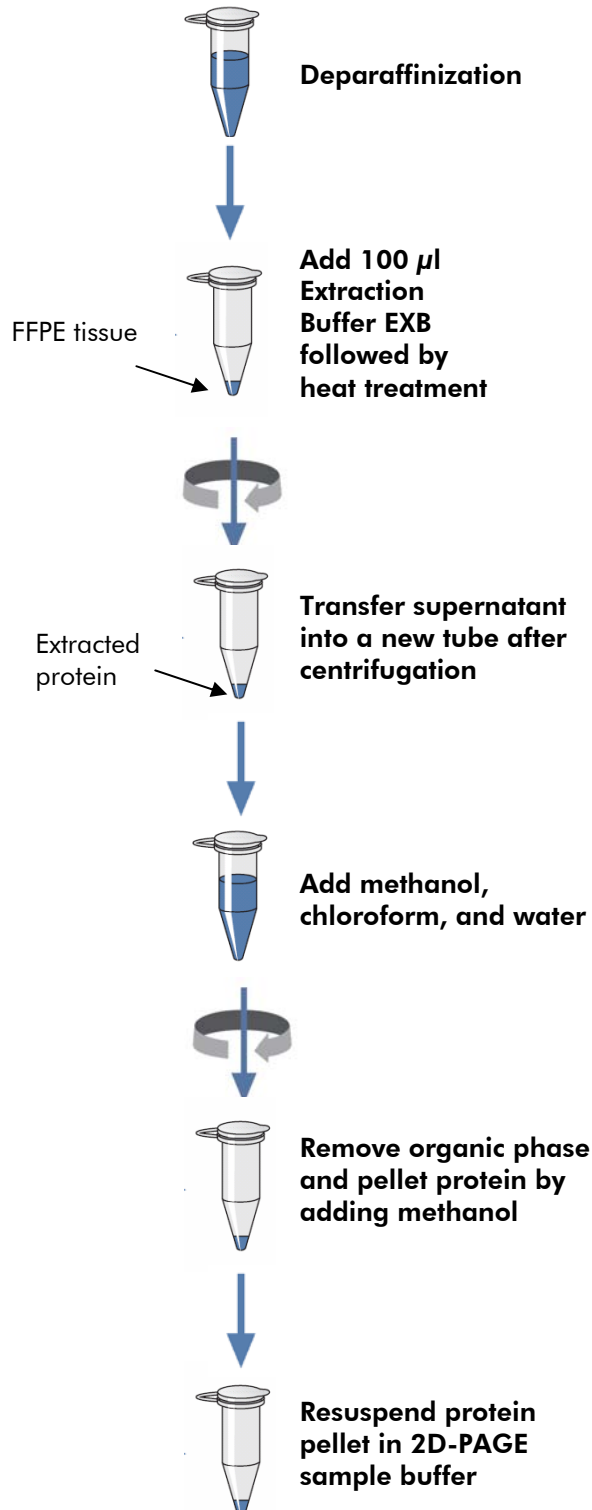 Deparaffinization
Add 100 µl
Extraction
Buffer EXB
followed by
heat treatment
FFPE tissue
Transfer supernatant
into a new tube after
centrifugation
Extracted
protein
Add methanol,
chloroform, and water
Remove organic phase
and pellet protein by
adding methanol
Resuspend protein
pellet in 2D-PAGE
sample buffer